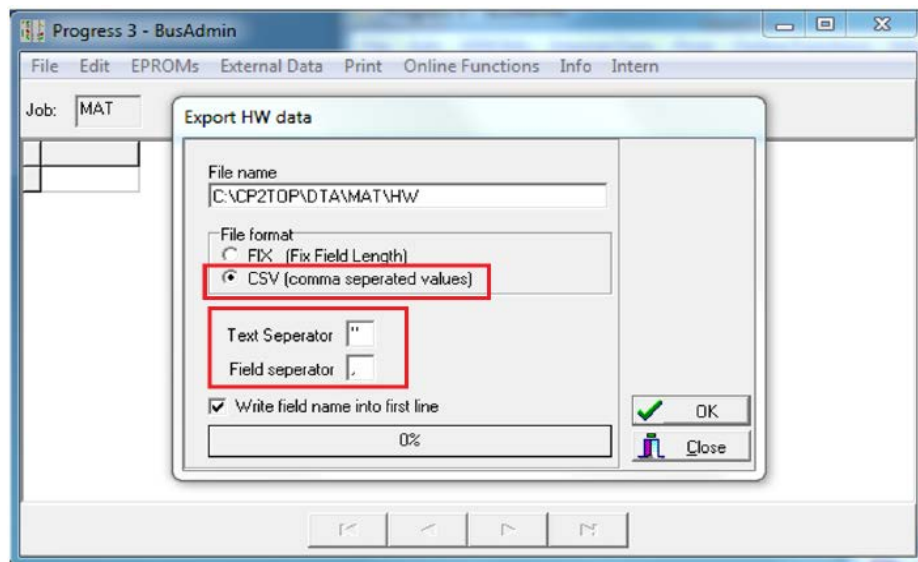 Progress 3 - BusAdmin
File Edit EPROMs External Data Print Online Functions Info Intern
Job: MAT
Export HW data
File name
C:\CP2TOP\DTA\MAT\HW
File format
FIX (Fix Field Length)
CSV (comma seperated values)
Text Seperator "
Field seperator ,
Write field name into first line
0%
OK
Close